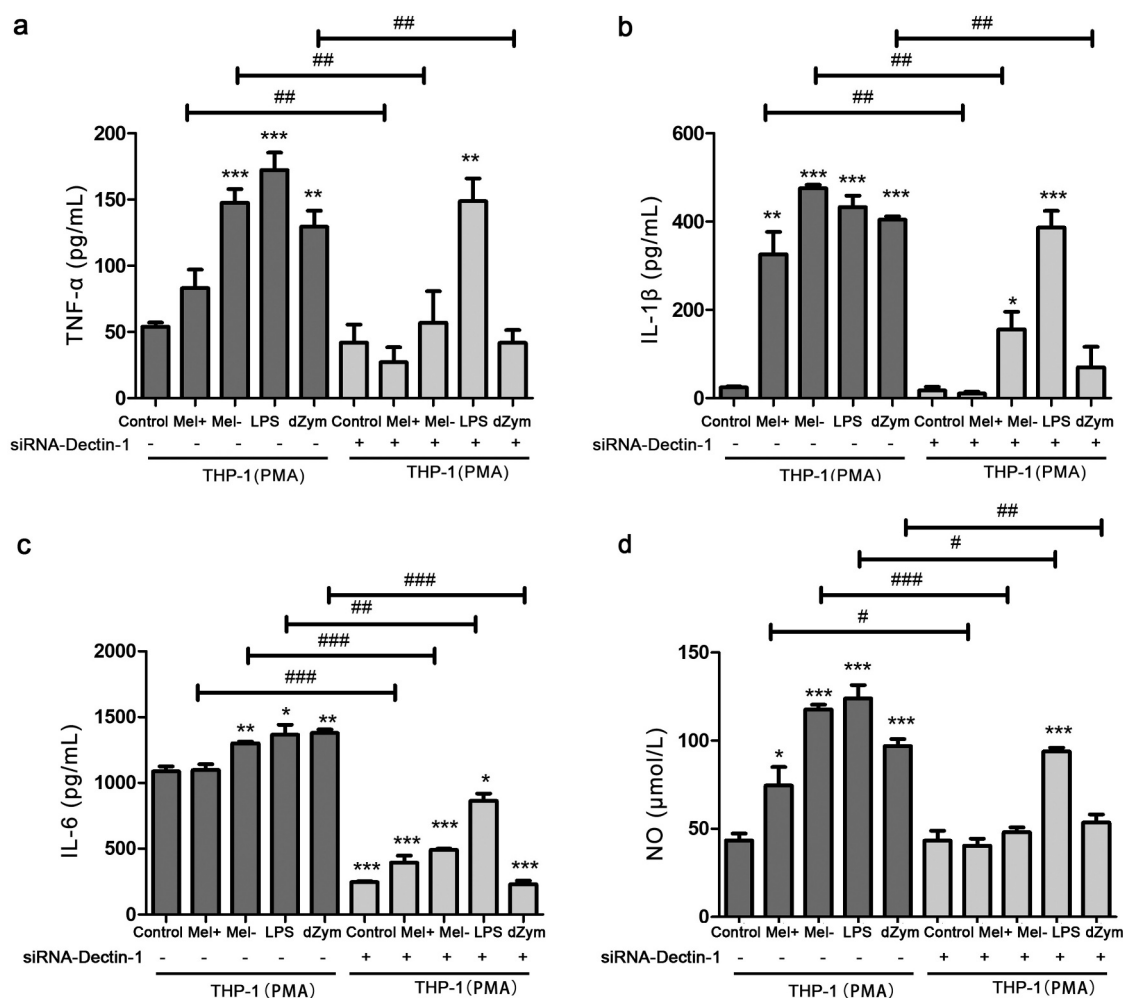 a
##
##
##
TNF-α (pg/mL)
200
150
100
50
0
***
***
**
**
Control Mel+ Mel- LPS dZym Control Mel+ Mel- LPS dZym
siRNA-Dectin-1 - - - - - + + + + +
THP-1(PMA) THP-1(PMA)
b
##
##
##
IL-1β (pg/mL)
600
400
200
0
**
***
***
***
*
***
Control Mel+ Mel- LPS dZym Control Mel+ Mel- LPS dZym
siRNA-Dectin-1 - - - - - + + + + +
THP-1(PMA) THP-1(PMA)
c
###
##
###
###
IL-6 (pg/mL)
2000
1500
1000
500
0
**
*
**
***
***
***
*
***
Control Mel+ Mel- LPS dZym Control Mel+ Mel- LPS dZym
siRNA-Dectin-1 - - - - - + + + + +
THP-1(PMA) THP-1(PMA)
d
##
#
###
#
NO (μmol/L)
150
100
50
0
*
***
***
***
***
Control Mel+ Mel- LPS dZym Control Mel+ Mel- LPS dZym
siRNA-Dectin-1 - - - - - + + + + +
THP-1(PMA) THP-1(PMA)